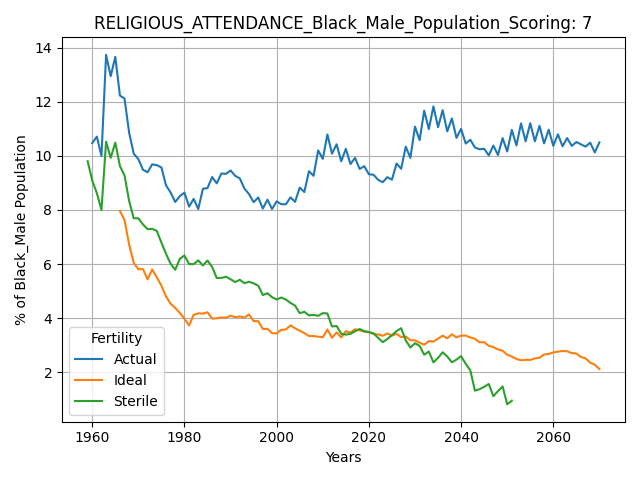 RELIGIOUS_ATTENDANCE_Black_Male_Population_Scoring: 7
% of Black_Male Population
14
12
10
8
6
4
2
Fertility
Actual
Ideal
Sterile
1960
1980
2000
2020
2040
2060
Years